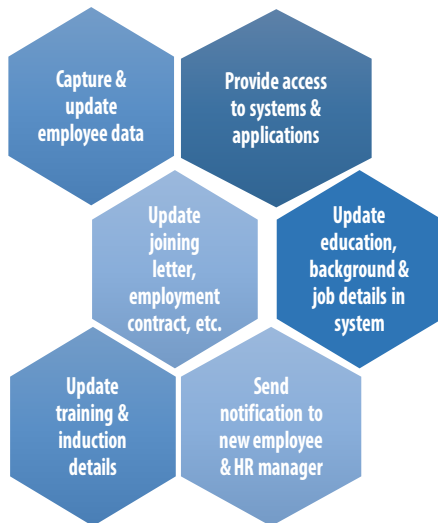 Capture &
update
employee data
Provide access
to systems &
applications
Update
joining
letter,
employment
contract, etc.
Update
education,
background &
job details in
system
Update
training &
induction
details
Send
notification to
new employee
& HR manager